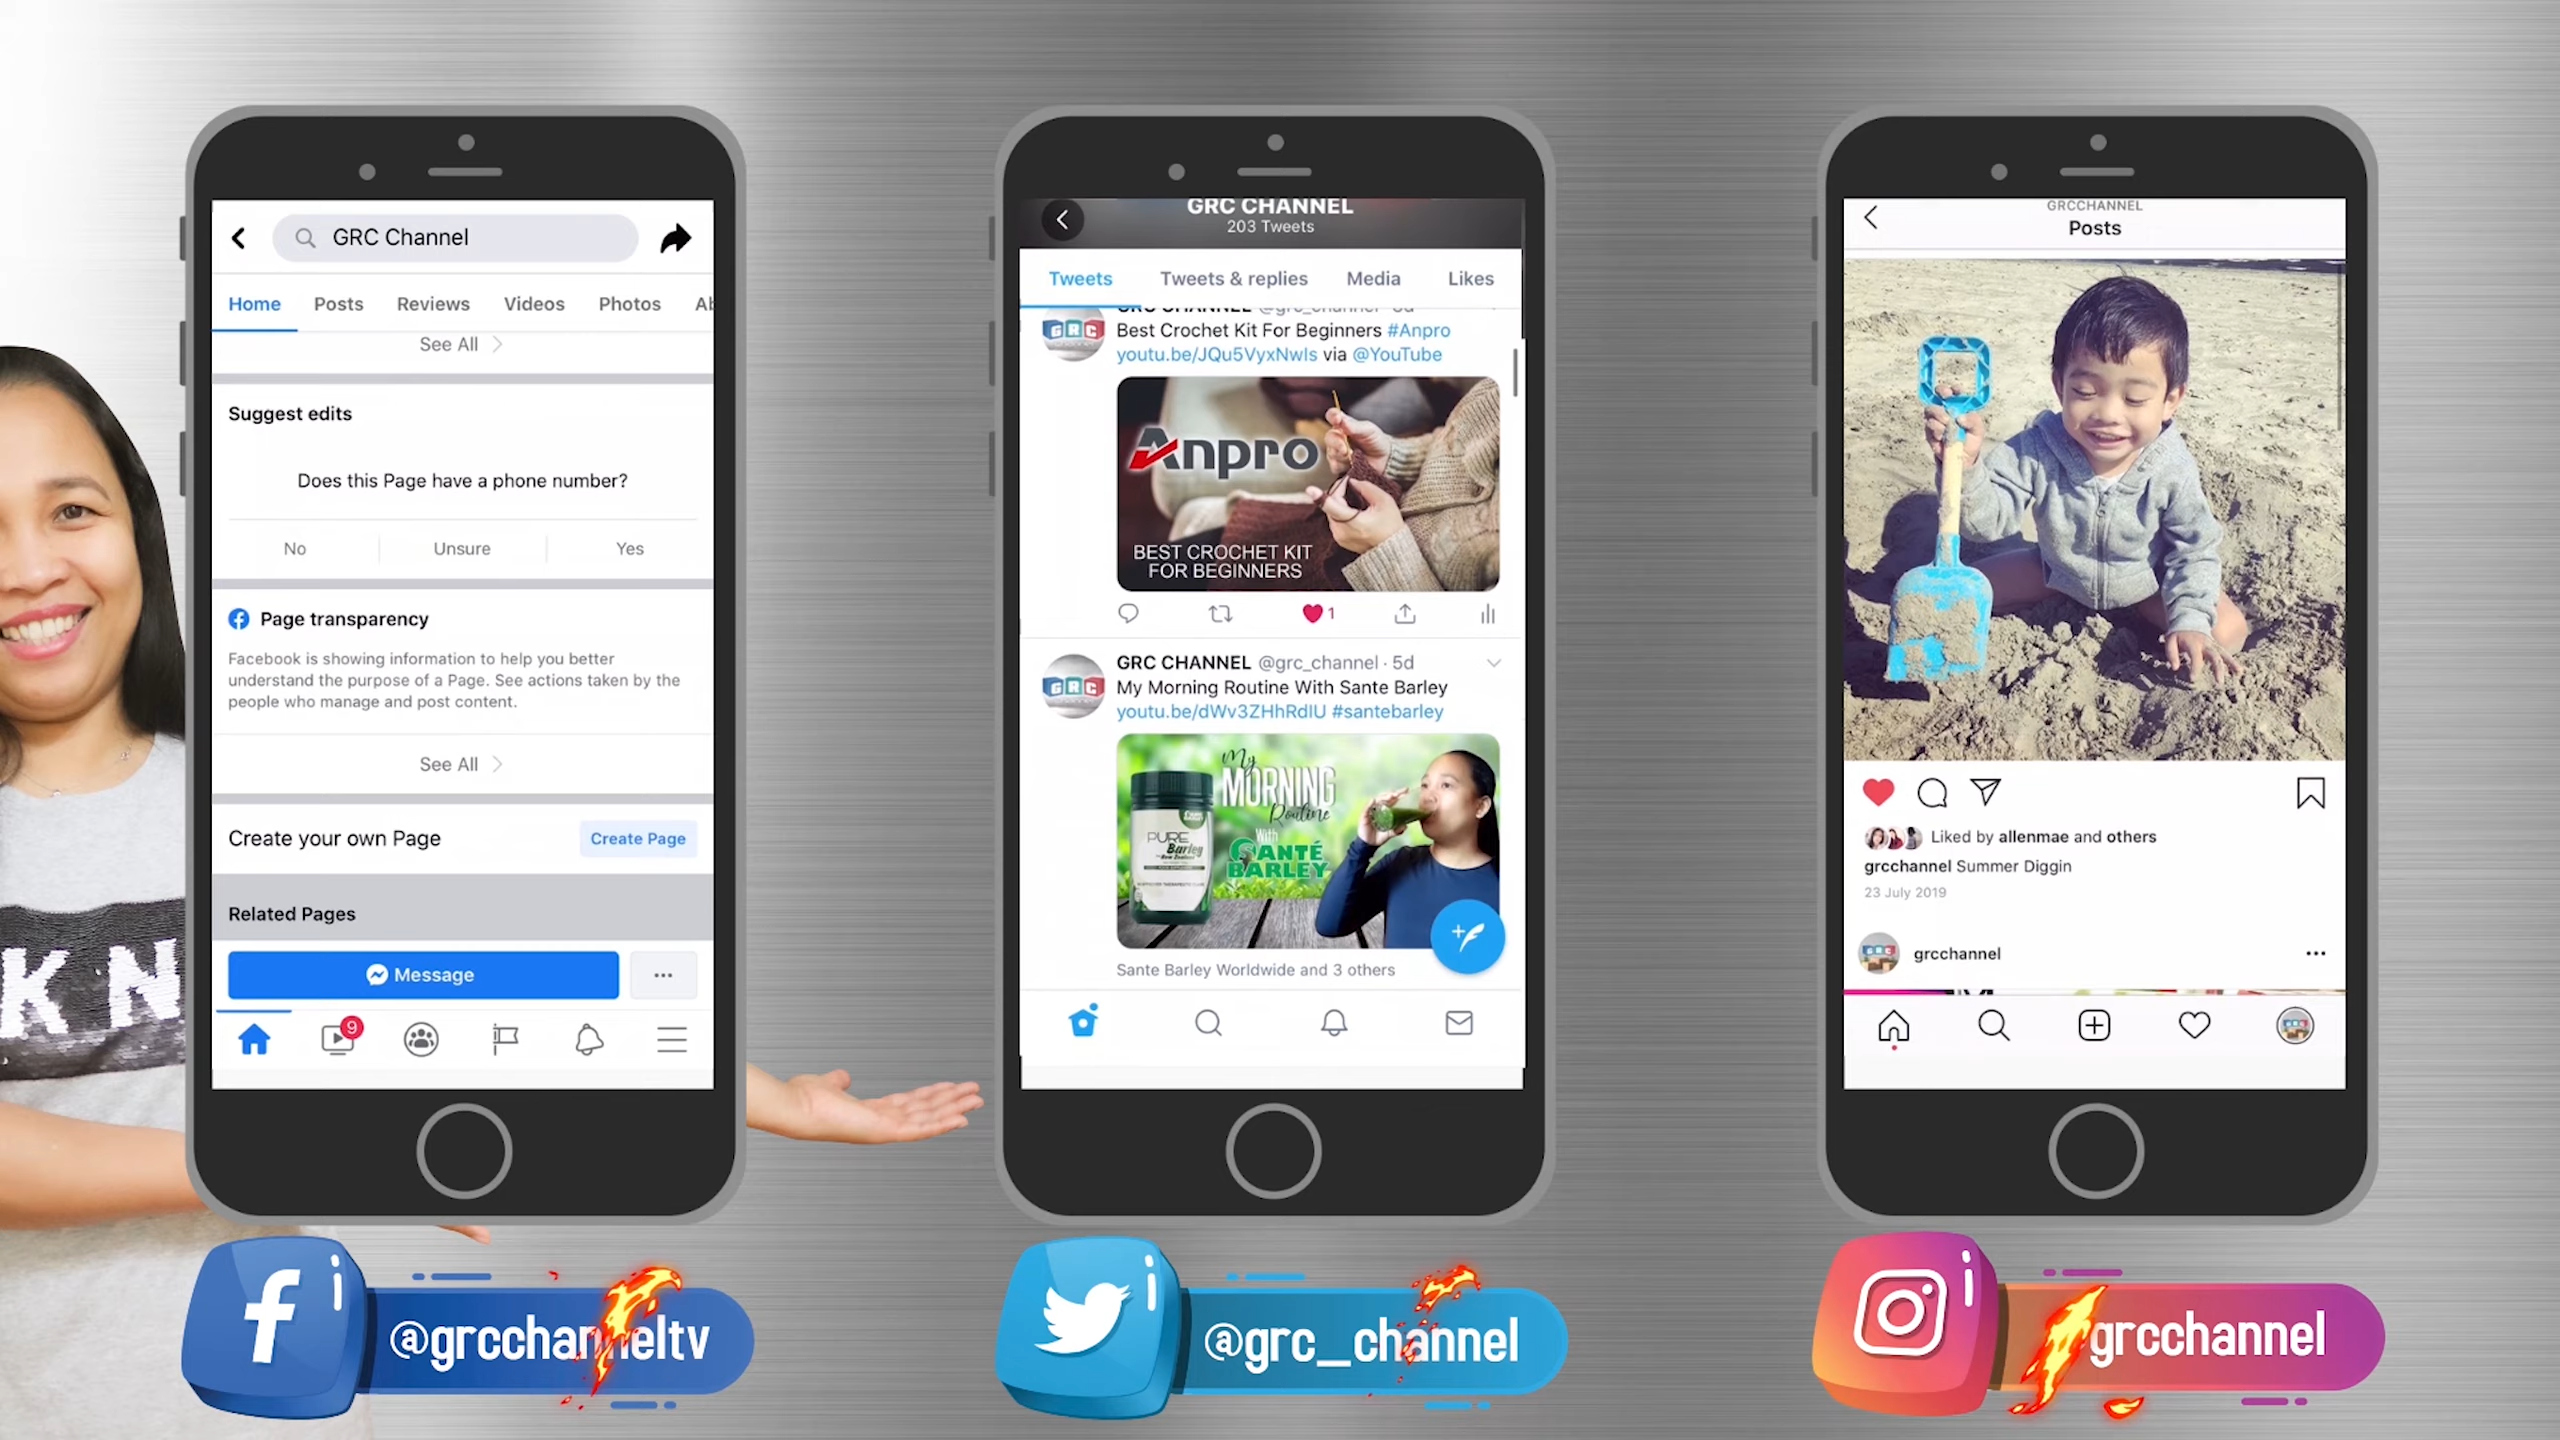 GRC Channel
Home Posts Reviews Videos Photos
See All
Suggest edits
Does this Page have a phone number?
No Unsure Yes
Page transparency
Facebook is showing information to help you better
understand the purpose of a Page. See actions taken by the
people who manage and post content.
See All
Create your own Page Create Page
Related Pages
Message
9
@grcchanneltv
GRC CHANNEL
203 Tweets
Tweets Tweets & replies Media Likes
GRC CHANNEL @grc_channel
GRC
Best Crochet Kit For Beginners #Anpro
youtu.be/JQu5VyxNwls via @YouTube
Anpro
BEST CROCHET KIT
FOR BEGINNERS
1
GRC CHANNEL @grc_channel · 5d
GRC
My Morning Routine With Sante Barley
youtu.be/dWv3ZHhRdlU #santebarley
My
MORNING
Routine
With
SANTÉ
BARLEY
PURE
Barley
Sante Barley Worldwide and 3 others
@grc_channel
GRCCHANNEL
Posts
Liked by allenmae and others
grcchannel Summer Diggin
23 July 2019
grcchannel
grcchannel
K N